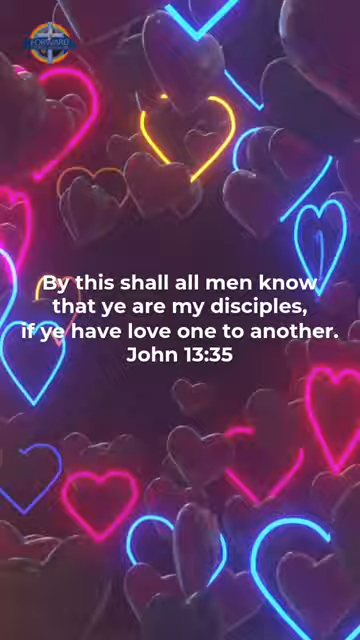 FORWARD
By this shall all men know
that ye are my disciples,
if ye have love one to another.
John 13:35